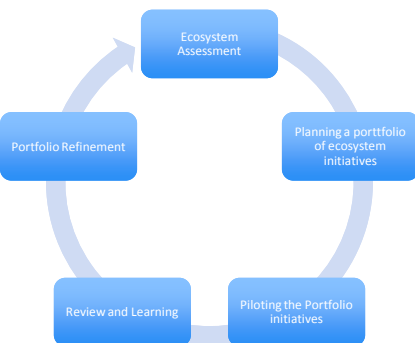 Ecosystem
Assessment
Planning a porttfolio
of ecosystem
initiatives
Piloting the Portfolio
initiatives
Review and Learning
Portfolio Refinement